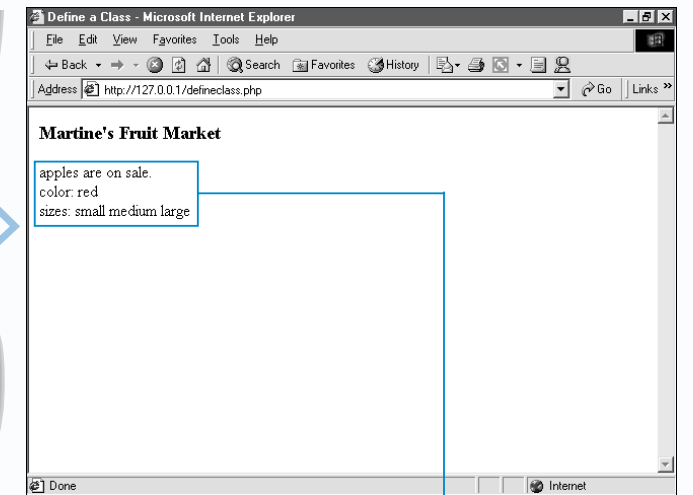 Define a Class - Microsoft Internet Explorer
File Edit View Favorites Tools Help
Back Search Favorites History
Address http://127.0.0.1/defineclass.php Go Links »
Martine's Fruit Market
apples are on sale.
color: red
sizes: small medium large
Done Internet